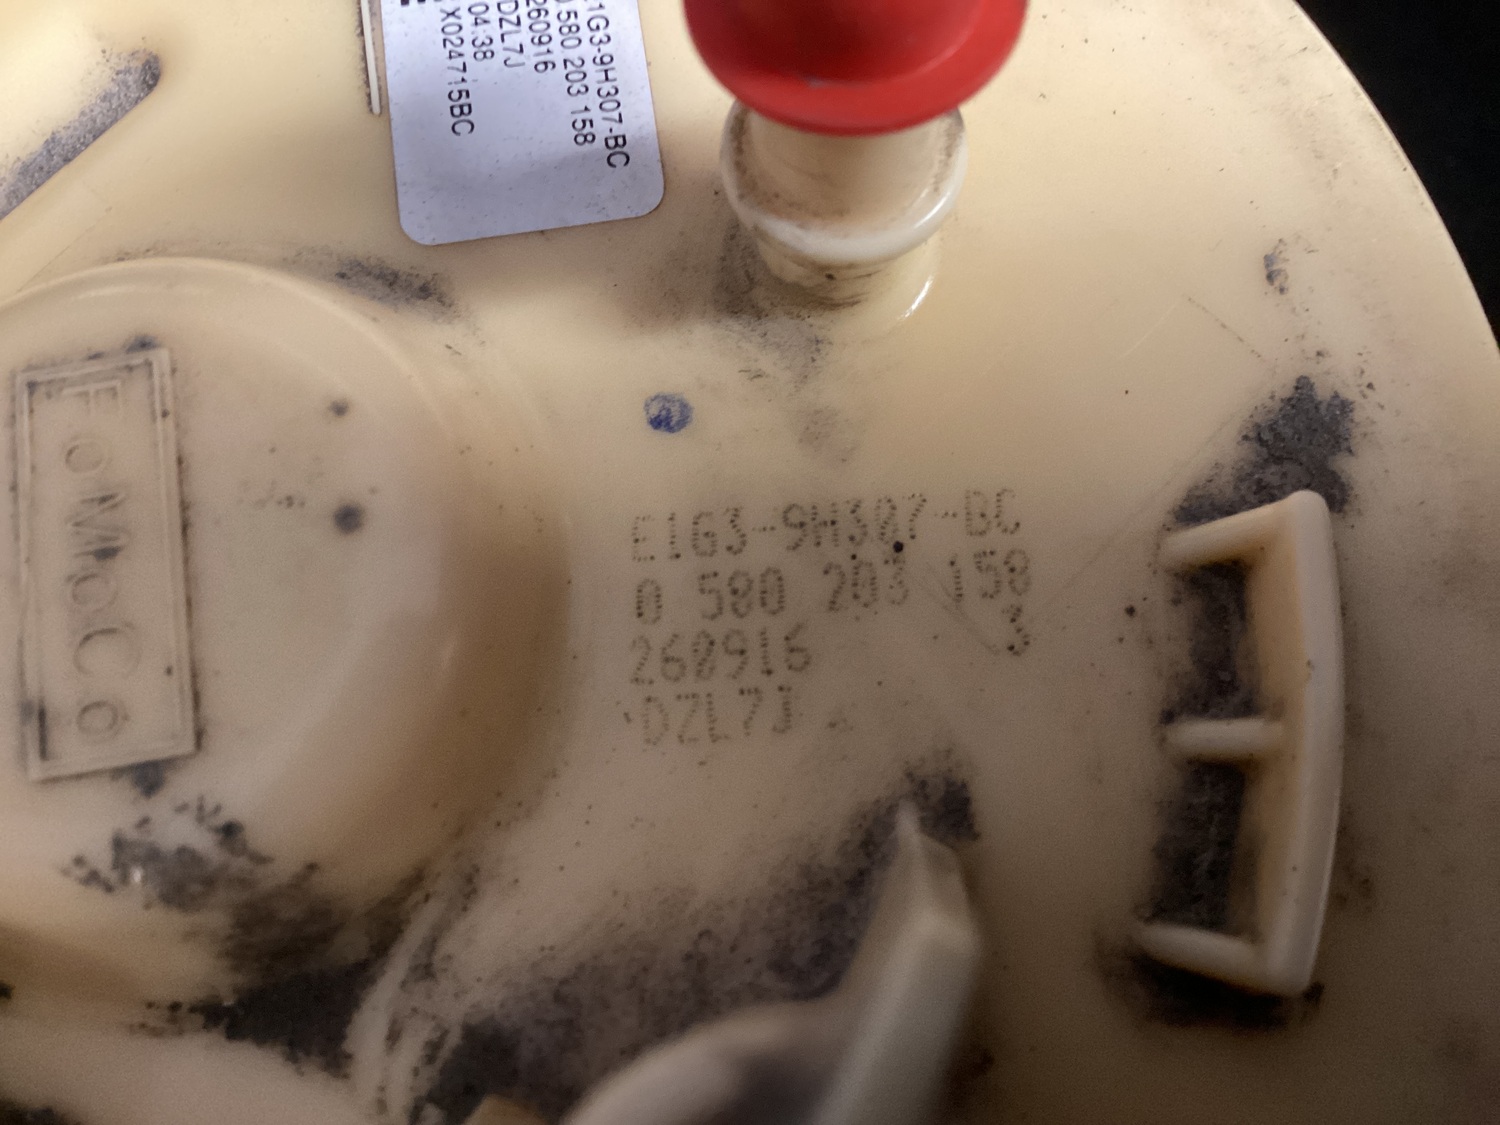 1G3-9H307-BC
580 203 158
260916
DZL7J
04:38
X024715BC
FoMoCo
E1G3-9H307-BC
0 580 203 158
3
260916
DZL7J